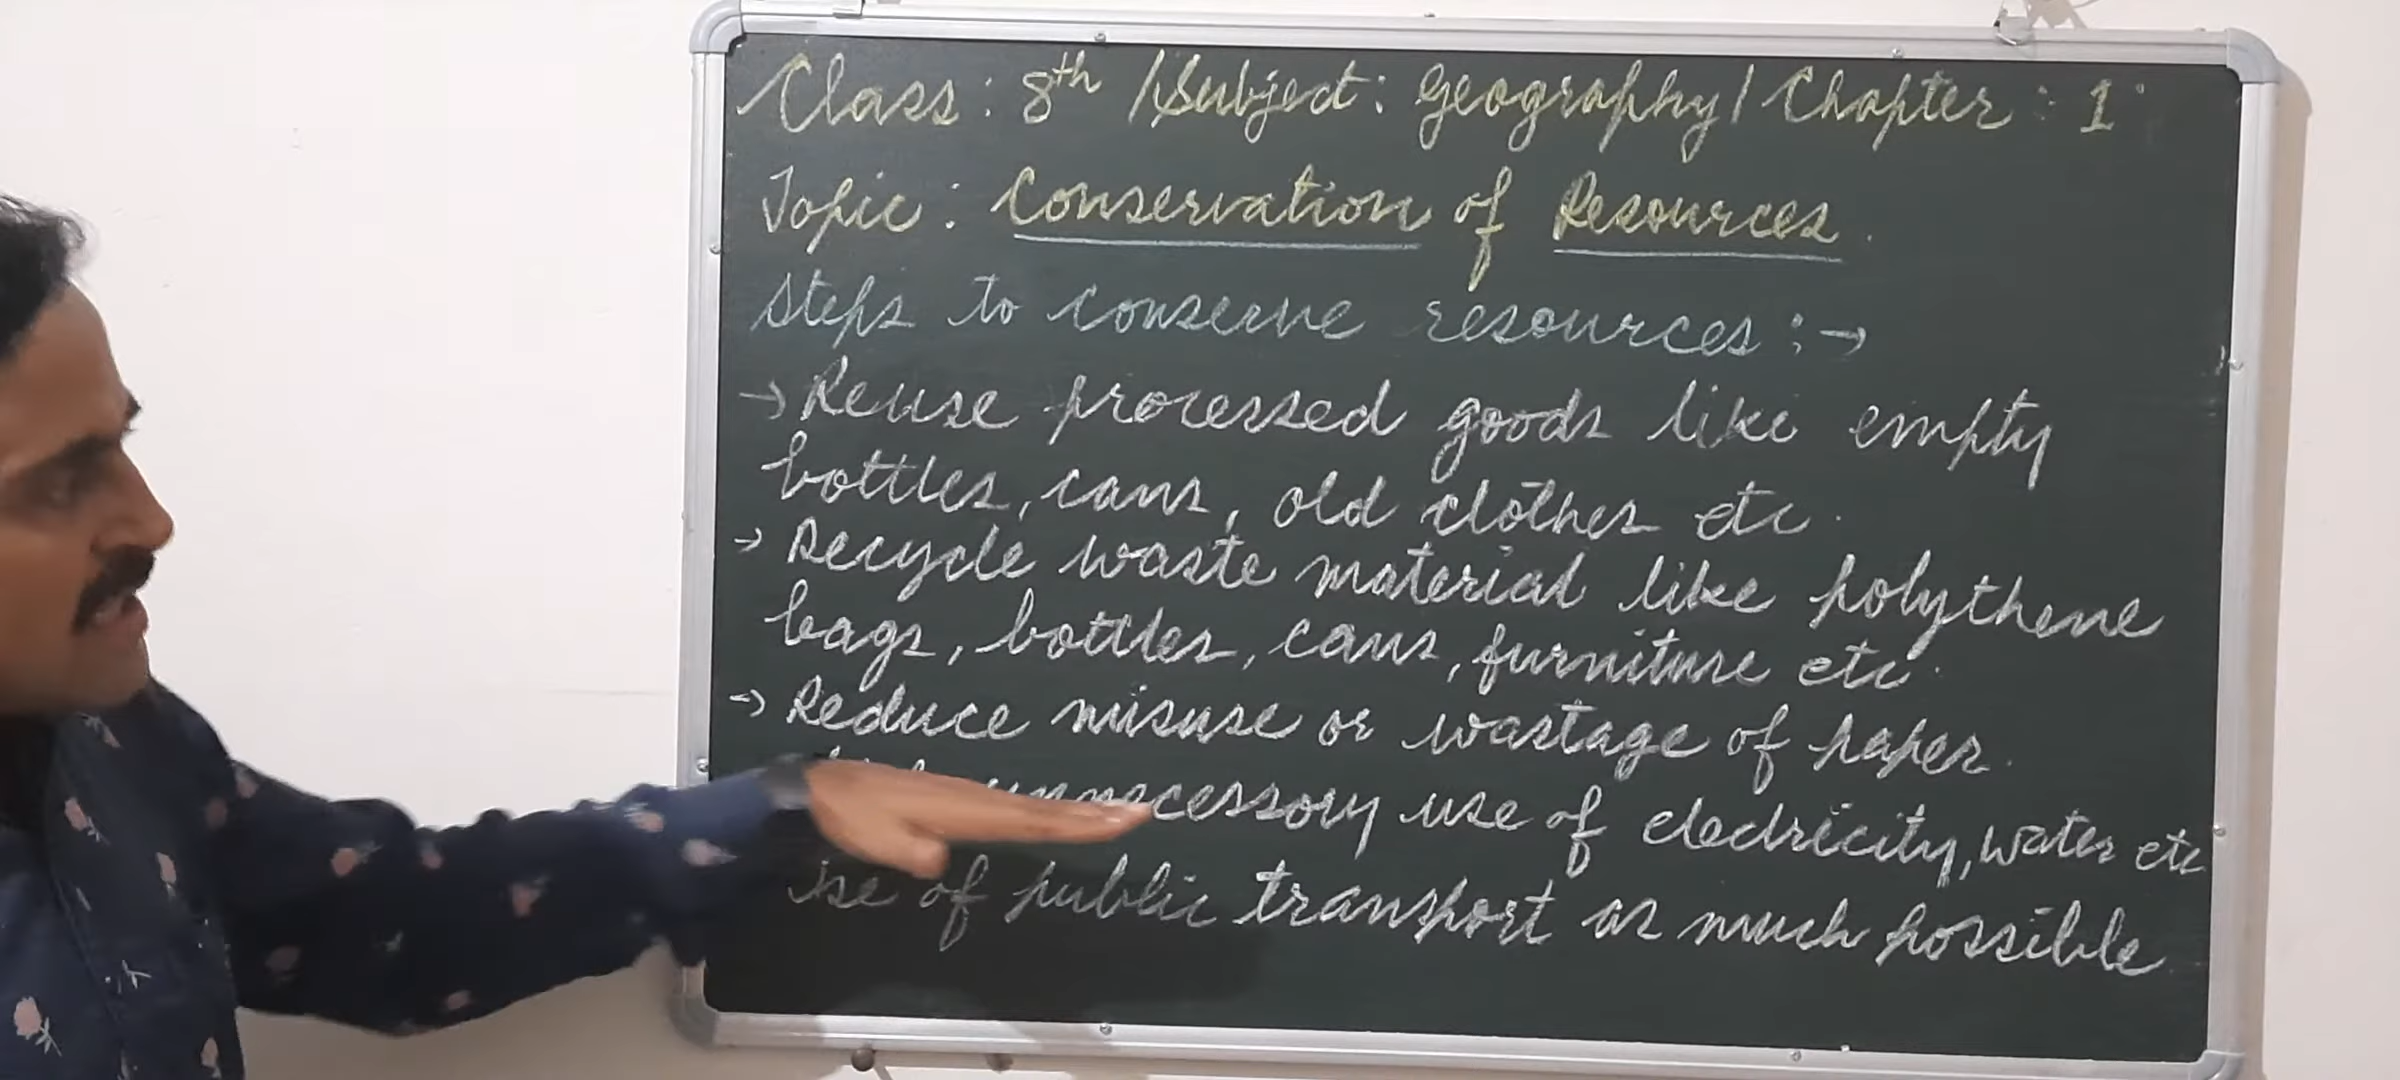 Class: 8th / Subject: Geography / Chapter: 1
Topic: Conservation of Resources.
Steps to conserve resources :→
→ Reuse processed goods like empty
bottles, cans, old clothes etc.
→ Recycle waste material like polythene
bags, bottles, cans, furniture etc.
→ Reduce misuse or wastage of paper.
use of electricity, water etc
of public transport as much possible